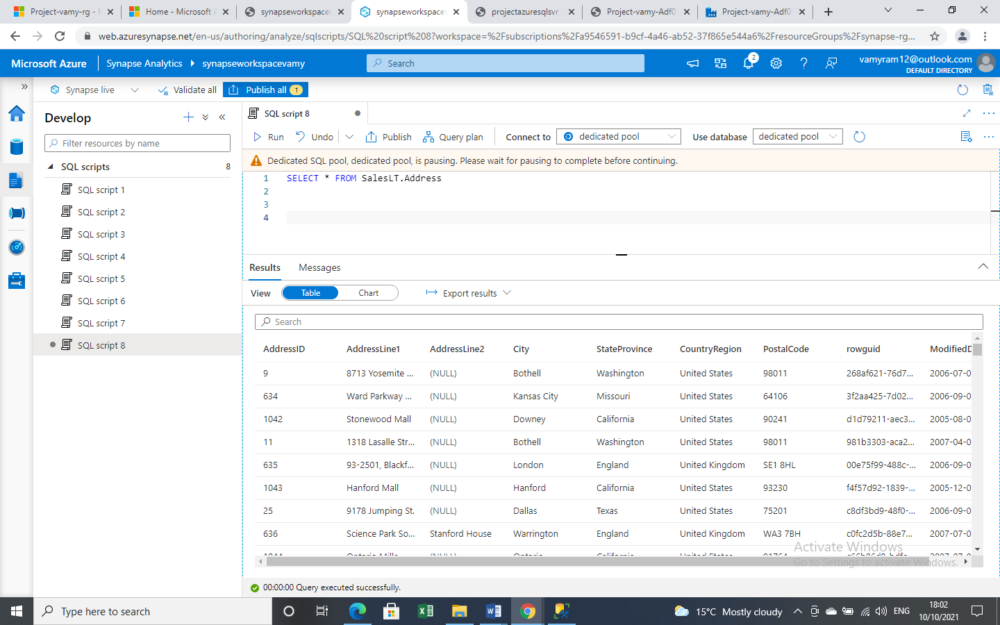 Project-vamy-rg - M
Home - Microsoft A
synapseworkspacev
synapseworkspacev
projectazuresqlsvr
Project-vamy-Adf0
Project-vamy-Adf0
web.azuresynapse.net/en-us/authoring/analyze/sqlscripts/SQL%20script%208?workspace=%2Fsubscriptions%2Fa9546591-b9cf-4a46-ab52-37f865e544a6%2FresourceGroups%2Fsynapse-rg...
Microsoft Azure
Synapse Analytics
synapseworkspacevamy
Search
2
vamyram12@outlook.com
DEFAULT DIRECTORY
Synapse live
Validate all
Publish all 1
Develop
Filter resources by name
SQL scripts 8
SQL script 1
SQL script 2
SQL script 3
SQL script 4
SQL script 5
SQL script 6
SQL script 7
SQL script 8
SQL script 8
Run
Undo
Publish
Query plan
Connect to
dedicated pool
Use database
dedicated pool
Dedicated SQL pool, dedicated pool, is pausing. Please wait for pausing to complete before continuing.
1 SELECT * FROM SalesLT.Address
2
3
4
Results Messages
View Table Chart Export results
Search
AddressID AddressLine1 AddressLine2 City StateProvince CountryRegion PostalCode rowguid ModifiedD
9 8713 Yosemite ... (NULL) Bothell Washington United States 98011 268af621-76d7... 2006-07-0
634 Ward Parkway ... (NULL) Kansas City Missouri United States 64106 3f2aa425-7d02... 2006-09-0
1042 Stonewood Mall (NULL) Downey California United States 90241 d1d79211-aec3... 2005-08-0
11 1318 Lasalle Str... (NULL) Bothell Washington United States 98011 981b3303-aca2... 2007-04-0
635 93-2501, Blackf... (NULL) London England United Kingdom SE1 8HL 00e75f99-488c-... 2006-09-0
1043 Hanford Mall (NULL) Hanford California United States 93230 f4f57d92-1839-... 2005-12-0
25 9178 Jumping St. (NULL) Dallas Texas United States 75201 c8df3bd9-48f0-... 2006-09-0
636 Science Park So... Stanford House Warrington England United Kingdom WA3 7BH c0fc2d5b-88e7... 2007-07-0
Activate Windows
Go to Settings to activate Windows.
00:00:00 Query executed successfully.
Type here to search
15°C Mostly cloudy
ENG
18:02
10/10/2021